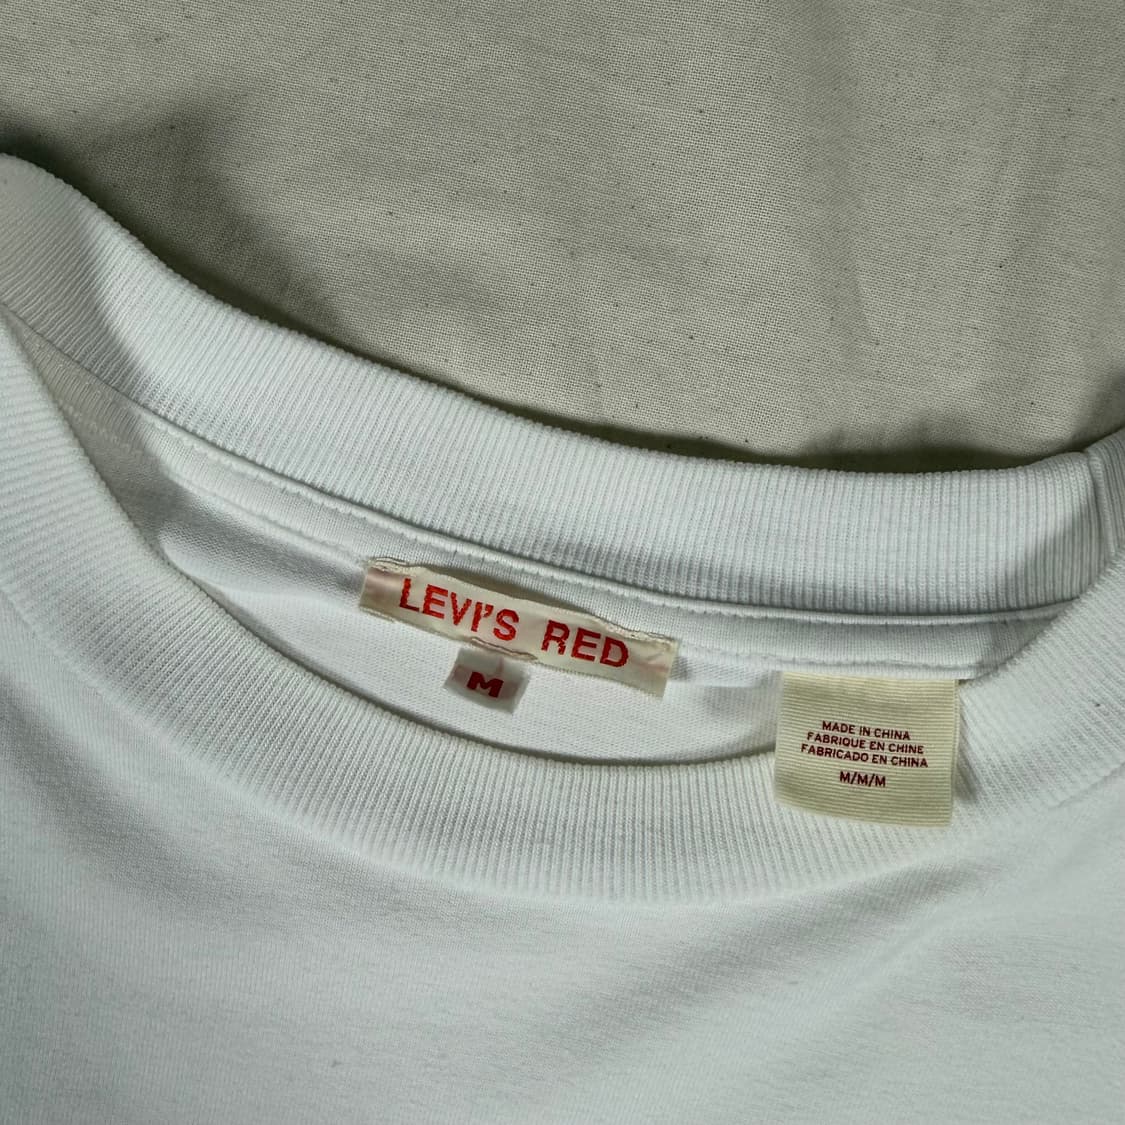 LEVI'S RED
M
MADE IN CHINA
FABRIQUE EN CHINE
FABRICADO EN CHINA
M/M/M